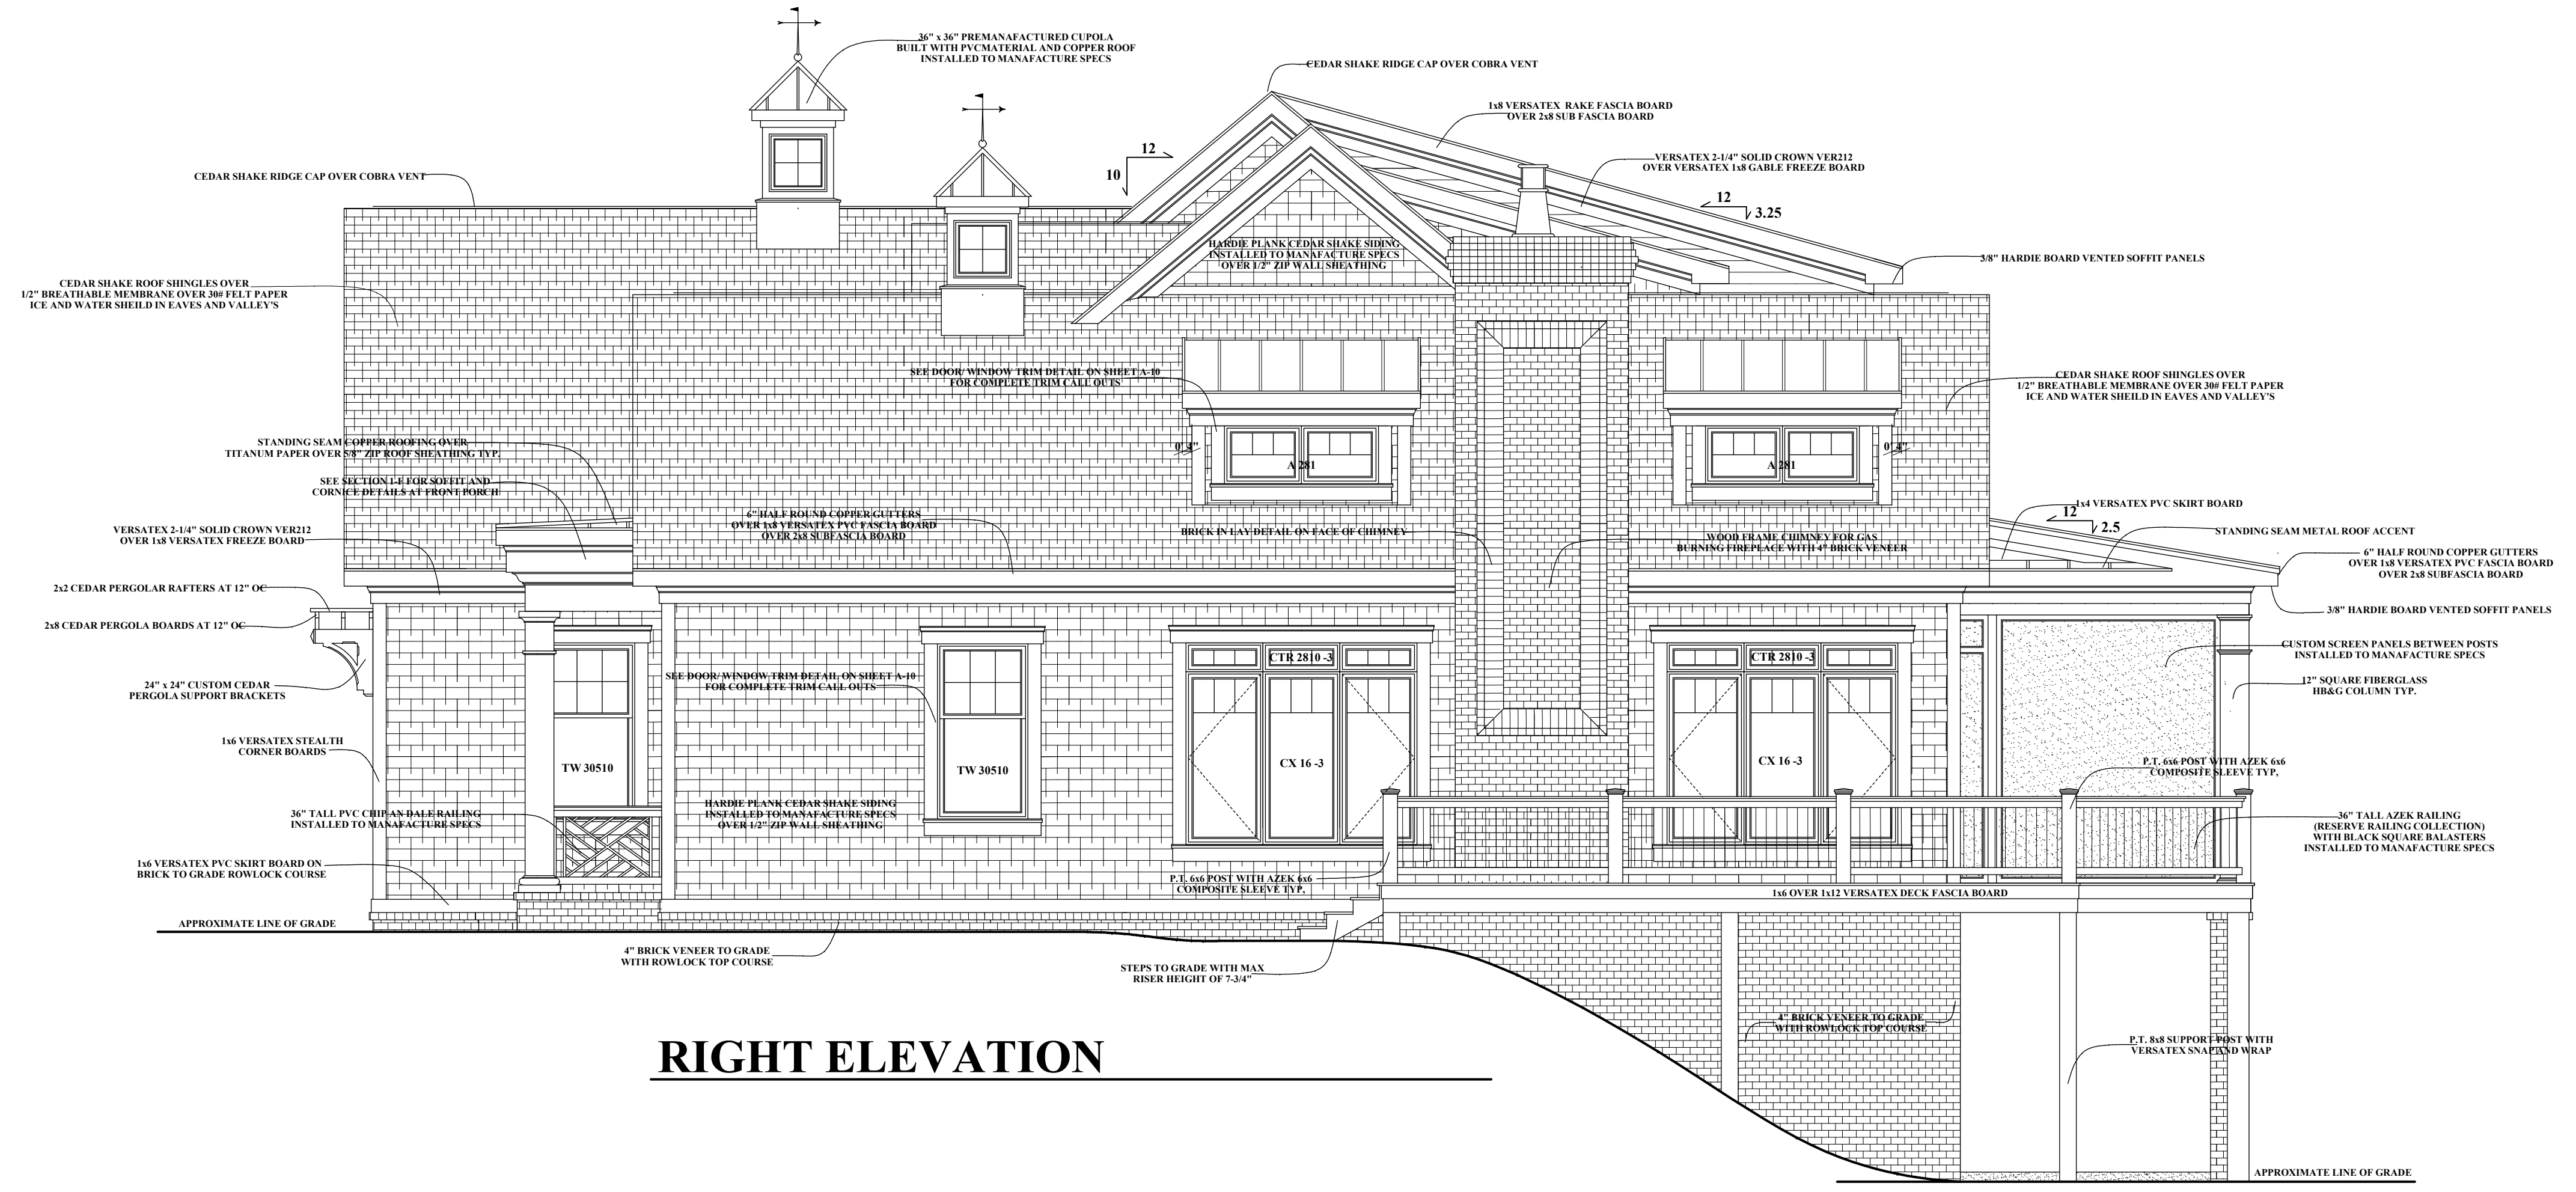 36" x 36" PREMANAFACTURED CUPOLA
BUILT WITH PVCMATERIAL AND COPPER ROOF
INSTALLED TO MANAFACTURE SPECS
CEDAR SHAKE RIDGE CAP OVER COBRA VENT
1x8 VERSATEX RAKE FASCIA BOARD
OVER 2x8 SUB FASCIA BOARD
12
10
VERSATEX 2-1/4" SOLID CROWN VER212
OVER VERSATEX 1x8 GABLE FREEZE BOARD
CEDAR SHAKE RIDGE CAP OVER COBRA VENT
12
3.25
HARDIE PLANK CEDAR SHAKE SIDING
INSTALLED TO MANAFACTURE SPECS
OVER 1/2" ZIP WALL SHEATHING
3/8" HARDIE BOARD VENTED SOFFIT PANELS
CEDAR SHAKE ROOF SHINGLES OVER
1/2" BREATHABLE MEMBRANE OVER 30# FELT PAPER
ICE AND WATER SHEILD IN EAVES AND VALLEY'S
SEE DOOR/ WINDOW TRIM DETAIL ON SHEET A-10
FOR COMPLETE TRIM CALL OUTS
CEDAR SHAKE ROOF SHINGLES OVER
1/2" BREATHABLE MEMBRANE OVER 30# FELT PAPER
ICE AND WATER SHEILD IN EAVES AND VALLEY'S
STANDING SEAM COPPER ROOFING OVER
TITANUM PAPER OVER 5/8" ZIP ROOF SHEATHING TYP.
0' 4"
A 281
A 281
0' 4"
SEE SECTION 1-F FOR SOFFIT AND
CORNICE DETAILS AT FRONT PORCH
1x4 VERSATEX PVC SKIRT BOARD
12
2.5
6" HALF ROUND COPPER GUTTERS
OVER 1x8 VERSATEX PVC FASCIA BOARD
OVER 2x8 SUBFASCIA BOARD
VERSATEX 2-1/4" SOLID CROWN VER212
OVER 1x8 VERSATEX FREEZE BOARD
BRICK IN LAY DETAIL ON FACE OF CHIMNEY
WOOD FRAME CHIMNEY FOR GAS
BURNING FIREPLACE WITH 4" BRICK VENEER
STANDING SEAM METAL ROOF ACCENT
6" HALF ROUND COPPER GUTTERS
OVER 1x8 VERSATEX PVC FASCIA BOARD
OVER 2x8 SUBFASCIA BOARD
2x2 CEDAR PERGOLAR RAFTERS AT 12" OC
3/8" HARDIE BOARD VENTED SOFFIT PANELS
2x8 CEDAR PERGOLA BOARDS AT 12" OC
CTR 2810 -3
CTR 2810 -3
CUSTOM SCREEN PANELS BETWEEN POSTS
INSTALLED TO MANAFACTURE SPECS
24" x 24" CUSTOM CEDAR
PERGOLA SUPPORT BRACKETS
SEE DOOR/ WINDOW TRIM DETAIL ON SHEET A-10
FOR COMPLETE TRIM CALL OUTS
12" SQUARE FIBERGLASS
HB&G COLUMN TYP.
1x6 VERSATEX STEALTH
CORNER BOARDS
TW 30510
TW 30510
CX 16 -3
CX 16 -3
P.T. 6x6 POST WITH AZEK 6x6
COMPOSITE SLEEVE TYP,
HARDIE PLANK CEDAR SHAKE SIDING
INSTALLED TO MANAFACTURE SPECS
OVER 1/2" ZIP WALL SHEATHING
36" TALL PVC CHIP AN DALE RAILING
INSTALLED TO MANAFACTURE SPECS
36" TALL AZEK RAILING
(RESERVE RAILING COLLECTION)
WITH BLACK SQUARE BALASTERS
INSTALLED TO MANAFACTURE SPECS
1x6 VERSATEX PVC SKIRT BOARD ON
BRICK TO GRADE ROWLOCK COURSE
P.T. 6x6 POST WITH AZEK 6x6
COMPOSITE SLEEVE TYP,
1x6 OVER 1x12 VERSATEX DECK FASCIA BOARD
APPROXIMATE LINE OF GRADE
4" BRICK VENEER TO GRADE
WITH ROWLOCK TOP COURSE
STEPS TO GRADE WITH MAX
RISER HEIGHT OF 7-3/4"
4" BRICK VENEER TO GRADE
WITH ROWLOCK TOP COURSE
RIGHT ELEVATION
P.T. 8x8 SUPPORT POST WITH
VERSATEX SNAP AND WRAP
APPROXIMATE LINE OF GRADE